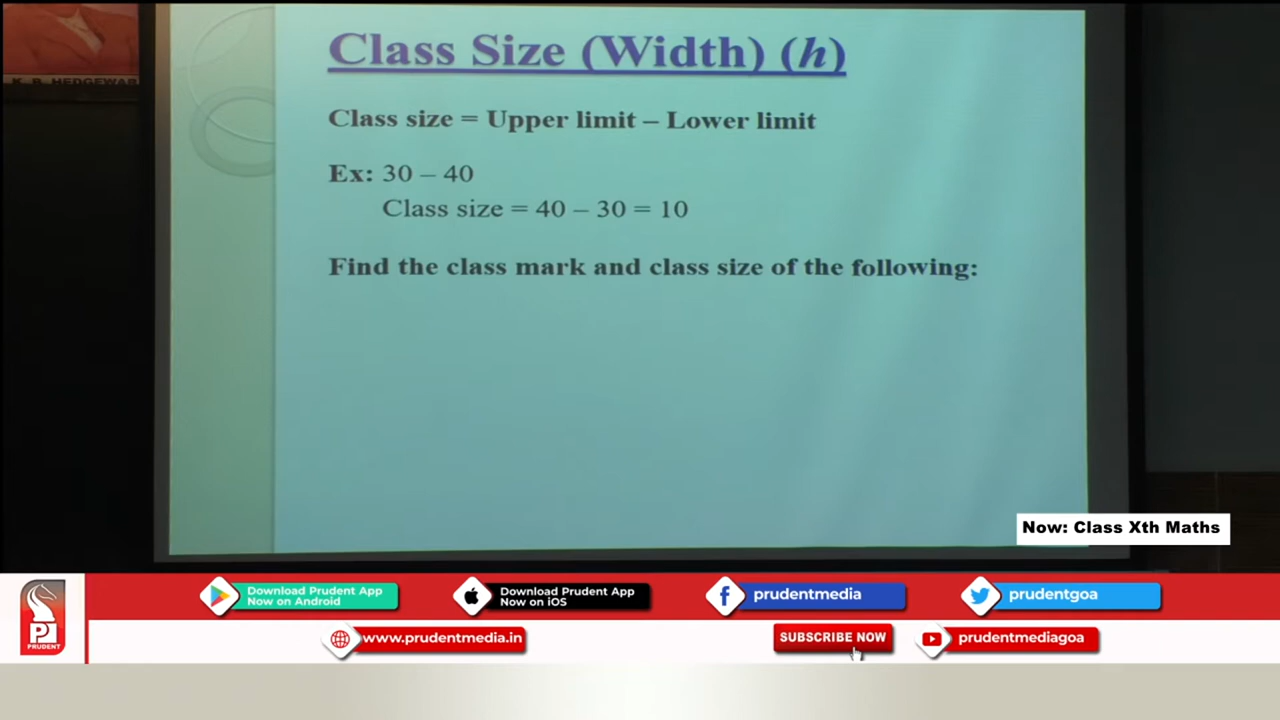 K. B. HEDGEWAR
Class Size (Width) (h)
Class size = Upper limit – Lower limit
Ex: 30 – 40
Class size = 40 – 30 = 10
Find the class mark and class size of the following:
Now: Class Xth Maths
Download Prudent App
Now on Android
Download Prudent App
Now on iOS
prudentmedia
prudentgoa
PRUDENT
www.prudentmedia.in
SUBSCRIBE NOW
prudentmediagoa